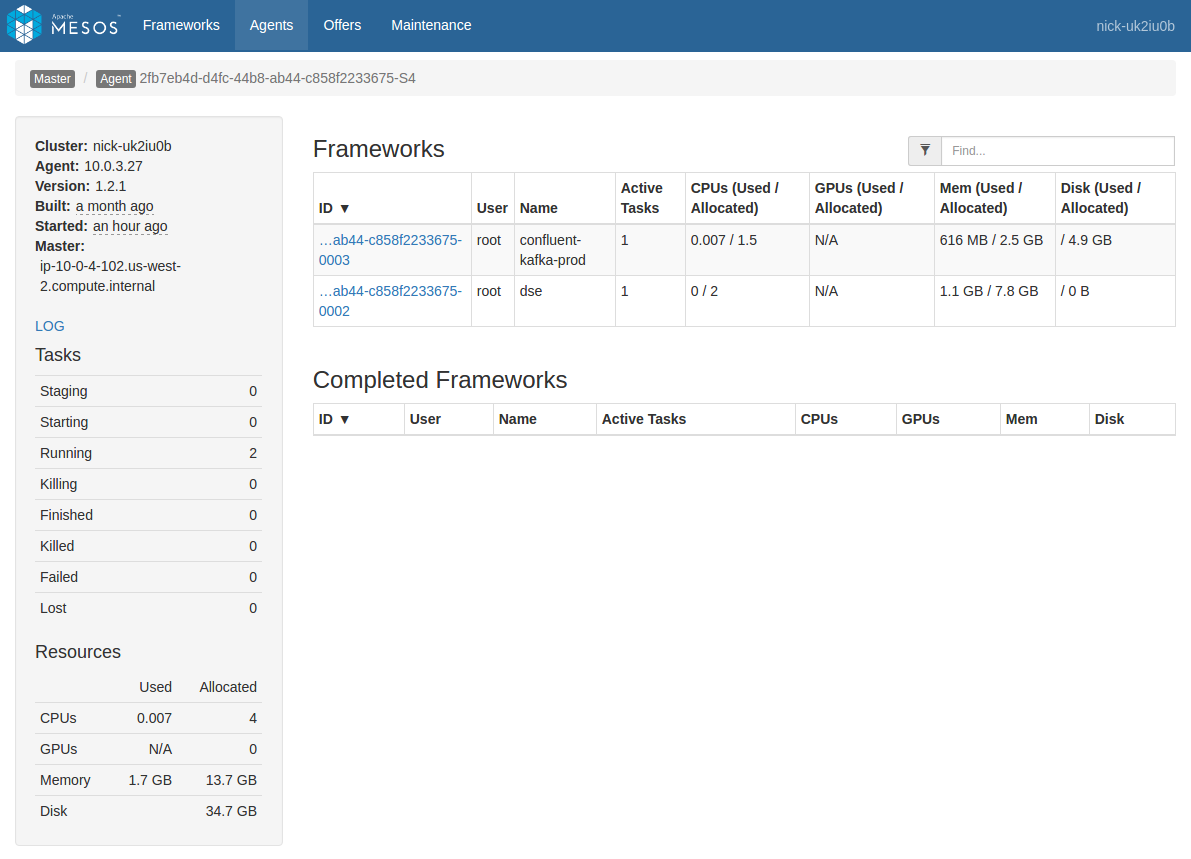 Apache MESOS™ Frameworks Agents Offers Maintenance nick-uk2iu0b
Master / Agent 2fb7eb4d-d4fc-44b8-ab44-c858f2233675-S4
Cluster: nick-uk2iu0b
Agent: 10.0.3.27
Version: 1.2.1
Built: a month ago
Started: an hour ago
Master:
ip-10-0-4-102.us-west-
2.compute.internal
LOG
Tasks
Staging 0
Starting 0
Running 2
Killing 0
Finished 0
Killed 0
Failed 0
Lost 0
Resources
Used Allocated
CPUs 0.007 4
GPUs N/A 0
Memory 1.7 GB 13.7 GB
Disk 34.7 GB
Frameworks
Find...
Active CPUs (Used / GPUs (Used / Mem (Used / Disk (Used /
ID ▼ User Name Tasks Allocated) Allocated) Allocated) Allocated)
…ab44-c858f2233675- root confluent- 1 0.007 / 1.5 N/A 616 MB / 2.5 GB / 4.9 GB
0003 kafka-prod
…ab44-c858f2233675- root dse 1 0 / 2 N/A 1.1 GB / 7.8 GB / 0 B
0002
Completed Frameworks
ID ▼ User Name Active Tasks CPUs GPUs Mem Disk